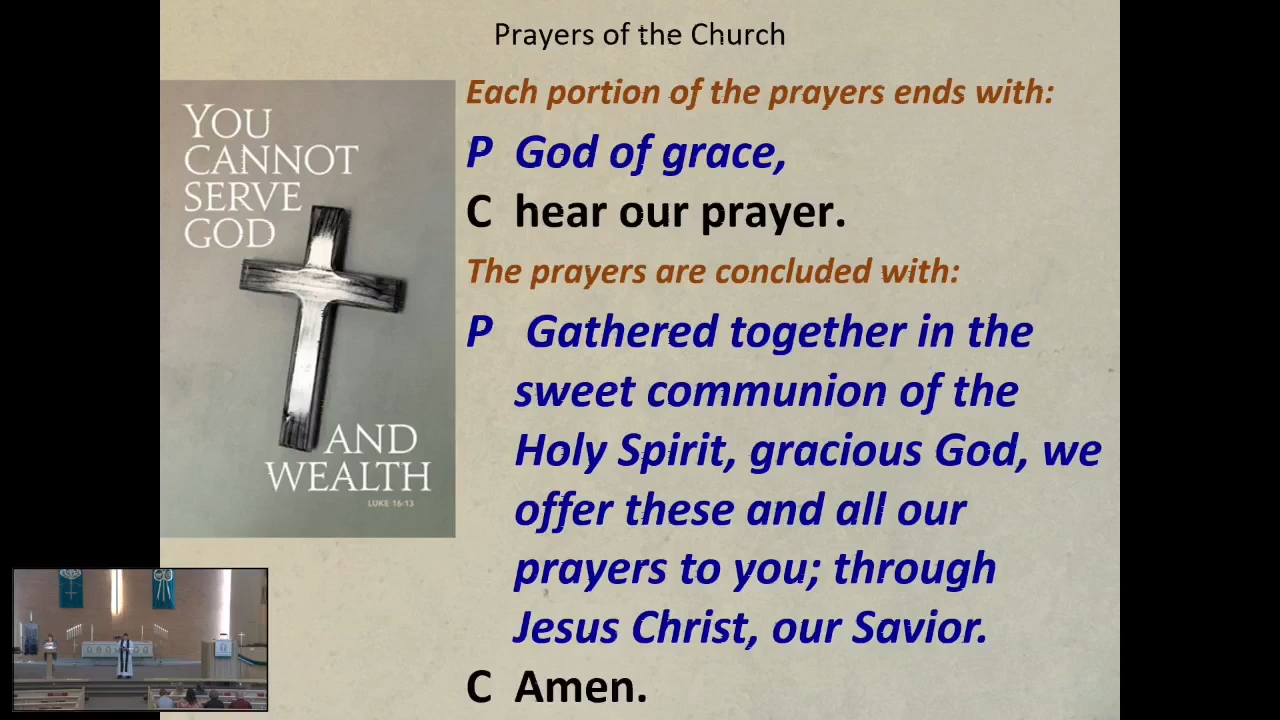 Prayers of the Church
YOU
CANNOT
SERVE
GOD
AND
WEALTH
LUKE 16:13
Each portion of the prayers ends with:
P God of grace,
C hear our prayer.
The prayers are concluded with:
P Gathered together in the
sweet communion of the
Holy Spirit, gracious God, we
offer these and all our
prayers to you; through
Jesus Christ, our Savior.
C Amen.